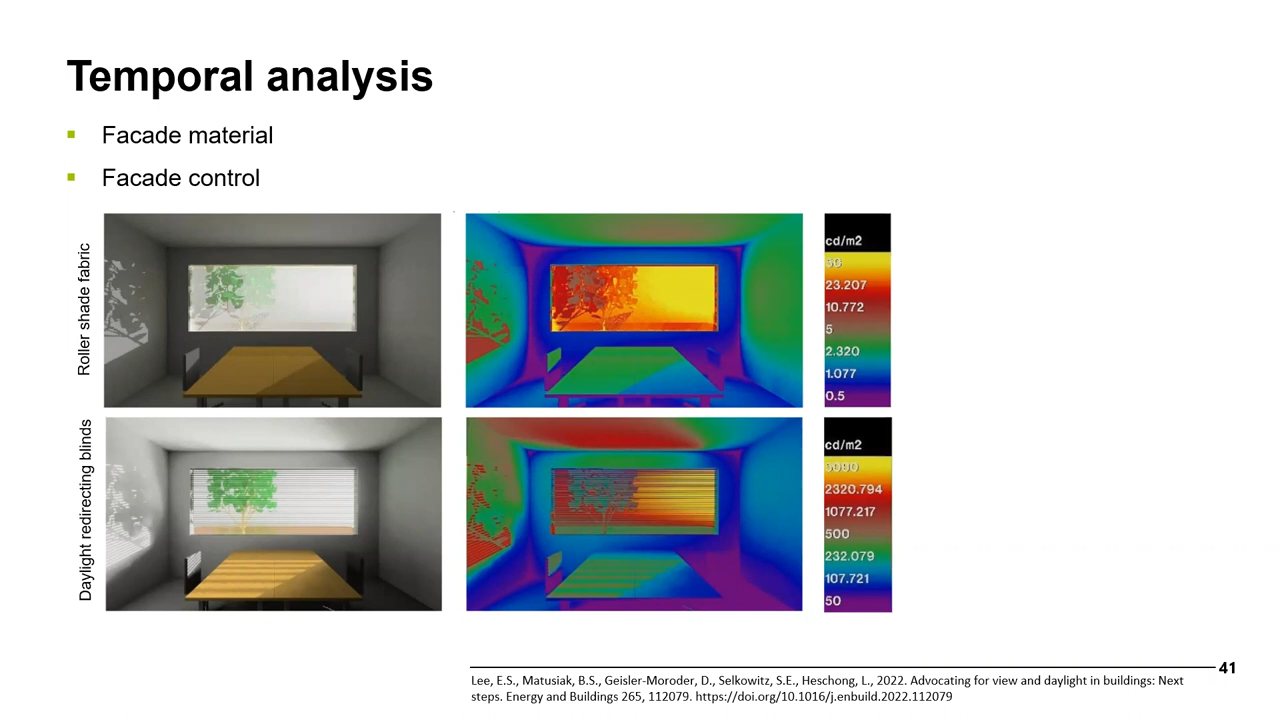 Temporal analysis
Facade material
Facade control
Roller shade fabric
cd/m2
50
23.207
10.772
5
2.320
1.077
0.5
Daylight redirecting blinds
cd/m2
2320.794
1077.217
500
232.079
107.721
50
41
Lee, E.S., Matusiak, B.S., Geisler-Moroder, D., Selkowitz, S.E., Heschong, L., 2022. Advocating for view and daylight in buildings: Next
steps. Energy and Buildings 265, 112079. https://doi.org/10.1016/j.enbuild.2022.112079